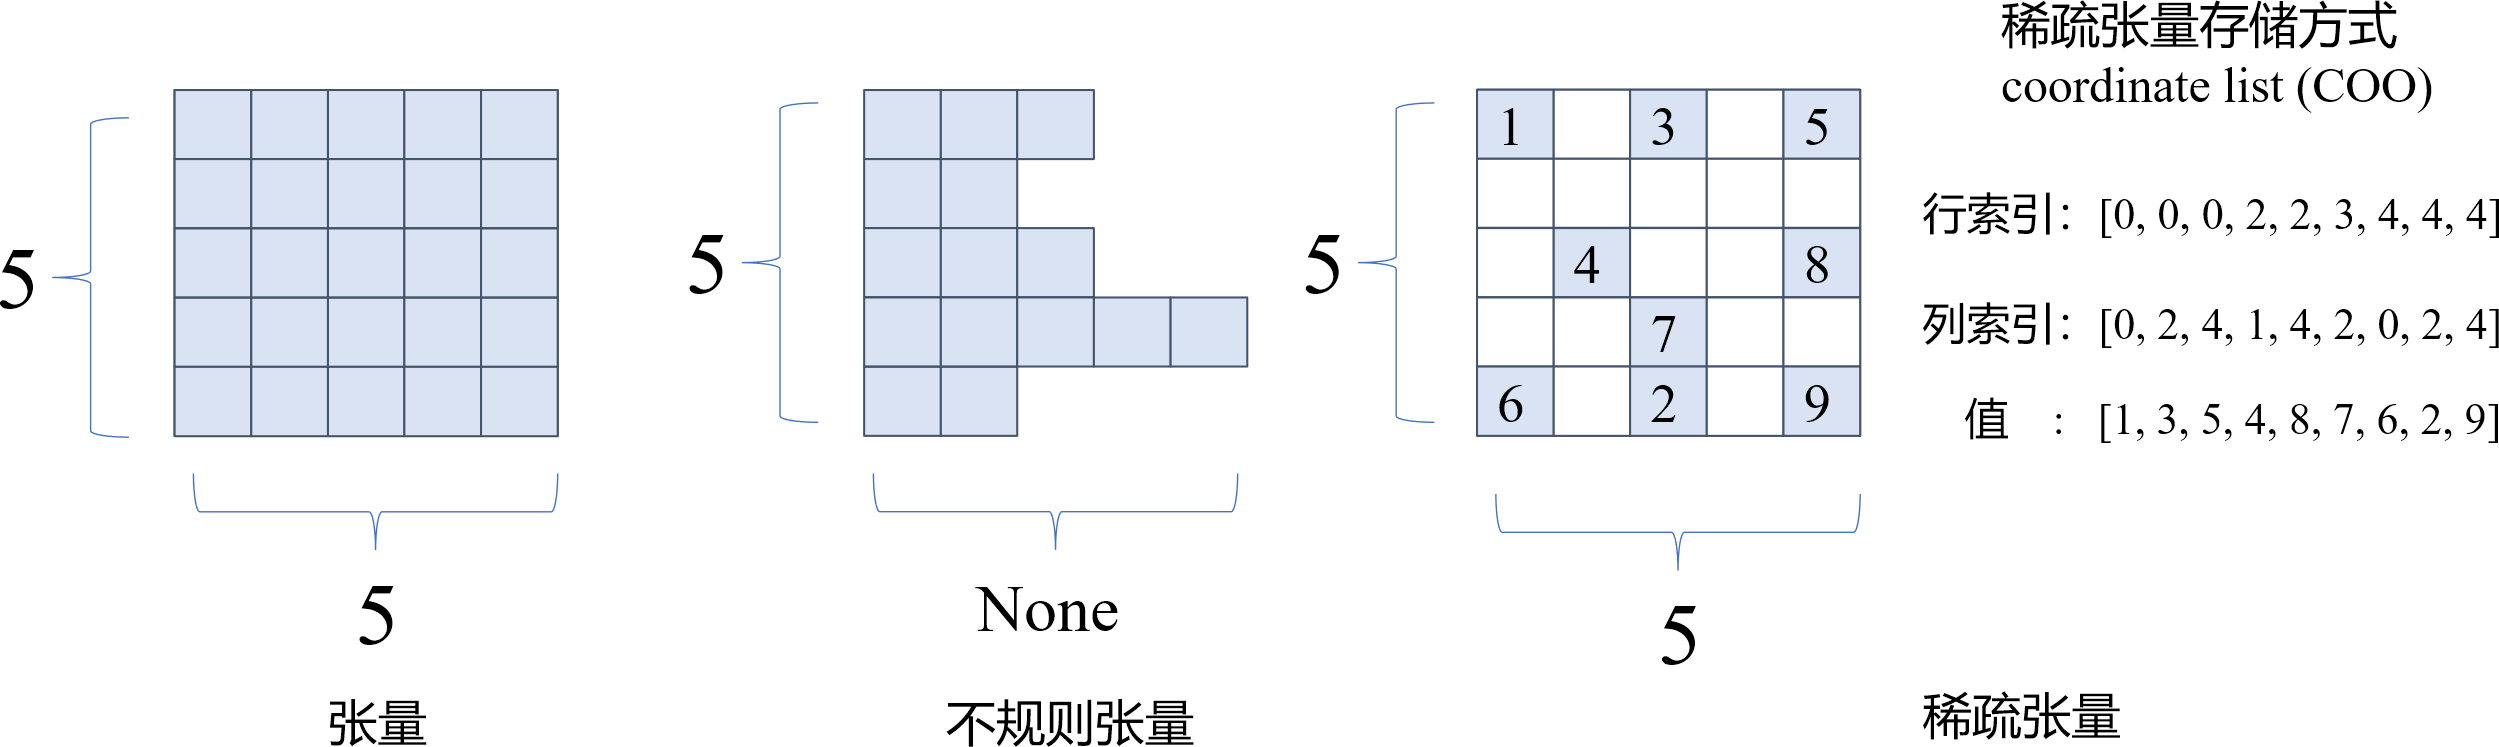 5
5
张量
5
None
不规则张量
5
1 3 5
4 8
7
6 2 9
5
稀疏张量
稀疏张量存储方式
coordinate list (COO)
行索引: [0, 0, 0, 2, 2, 3, 4, 4, 4]
列索引: [0, 2, 4, 1, 4, 2, 0, 2, 4]
值 : [1, 3, 5, 4, 8, 7, 6, 2, 9]